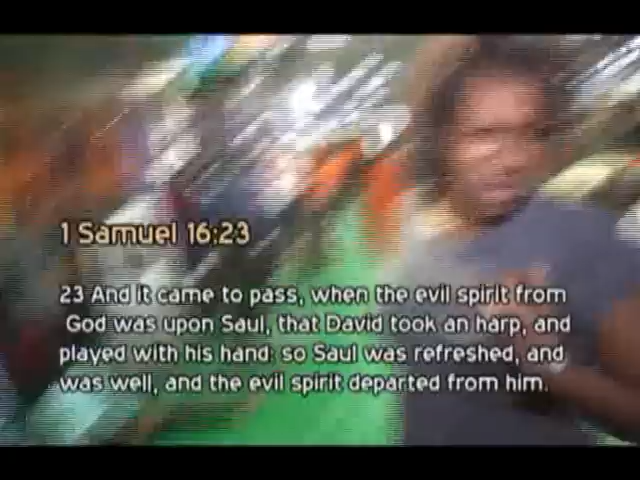 1 Samuel 16:23
23 And it came to pass, when the evil spirit from
God was upon Saul, that David took an harp, and
played with his hand: so Saul was refreshed, and
was well, and the evil spirit departed from him.